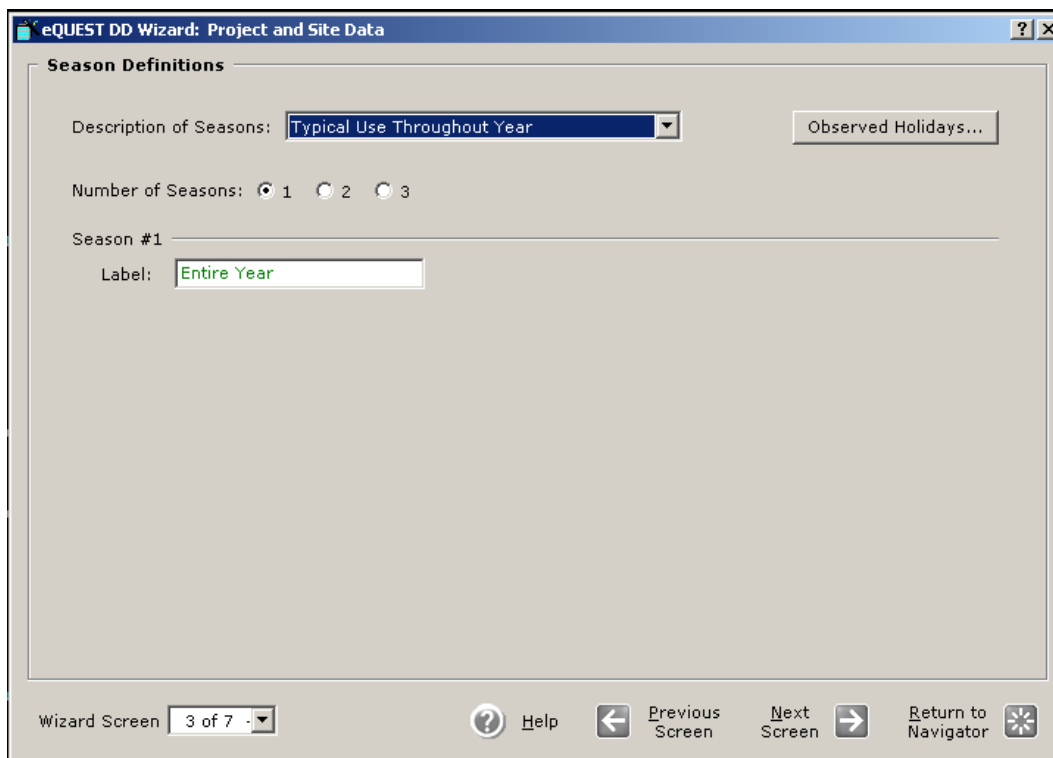 eQUEST DD Wizard: Project and Site Data
Season Definitions
Description of Seasons: Typical Use Throughout Year Observed Holidays...
Number of Seasons: 1 2 3
Season #1
Label: Entire Year
Wizard Screen 3 of 7 - Help Previous Screen Next Screen Return to Navigator